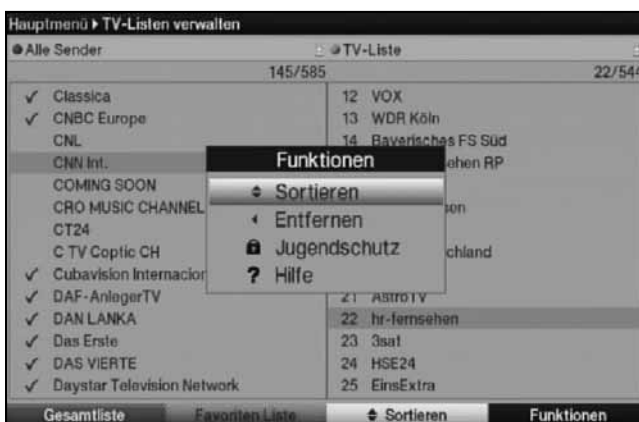 Hauptmenü ▸ TV-Listen verwalten
Alle Sender
145/585
✓ Classica
✓ CNBC Europe
CNL
CNN Int.
COMING SOON
CRO MUSIC CHANNEL
CT24
C TV Coptic CH
✓ Cubavision Internacion
✓ DAF-AnlegerTV
✓ DAN LANKA
✓ Das Erste
✓ DAS VIERTE
✓ Daystar Television Network
TV-Liste
22/544
12 VOX
13 WDR Köln
14 Bayerisches FS Süd
ehen RP
chland
21 AstroTV
22 hr-fernsehen
23 3sat
24 HSE24
25 EinsExtra
Funktionen
Sortieren
Entfernen
Jugendschutz
? Hilfe
Gesamtliste
Favoriten Liste
Sortieren
Funktionen